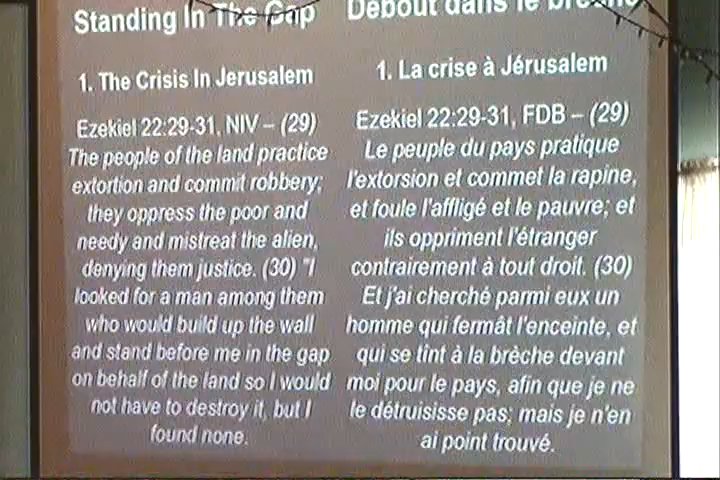 Standing In The Gap
1. The Crisis In Jerusalem
Ezekiel 22:29-31, NIV – (29)
The people of the land practice
extortion and commit robbery;
they oppress the poor and
needy and mistreat the alien,
denying them justice. (30) "I
looked for a man among them
who would build up the wall
and stand before me in the gap
on behalf of the land so I would
not have to destroy it, but I
found none.
Debout dans le brèche
1. La crise à Jérusalem
Ezekiel 22:29-31, FDB – (29)
Le peuple du pays pratique
l'extorsion et commet la rapine,
et foule l'affligé et le pauvre; et
ils oppriment l'étranger
contrairement à tout droit. (30)
Et j'ai cherché parmi eux un
homme qui fermât l'enceinte, et
qui se tînt à la brèche devant
moi pour le pays, afin que je ne
le détruisisse pas; mais je n'en
ai point trouvé.